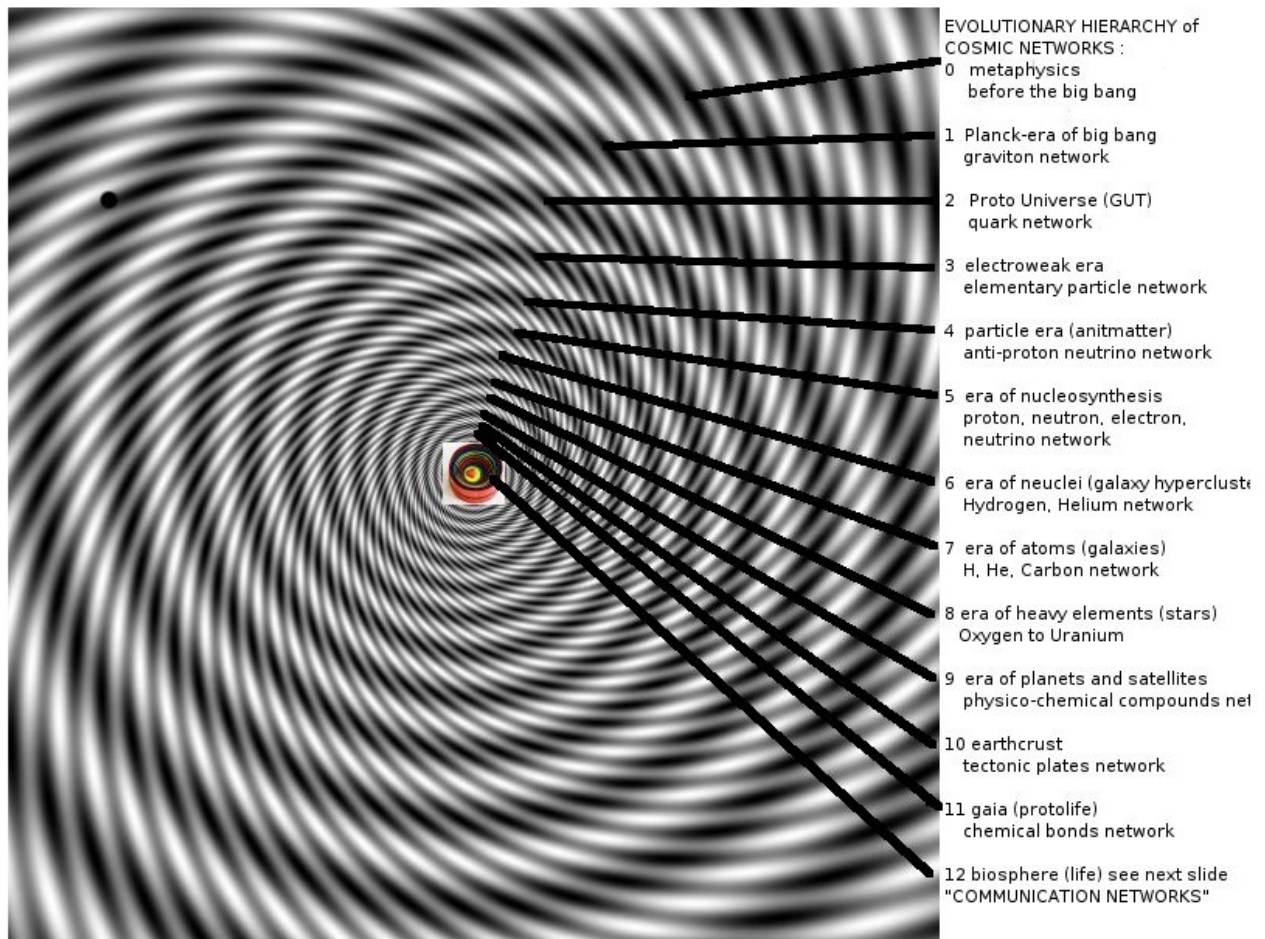 EVOLUTIONARY HIERARCHY of
COSMIC NETWORKS :
0 metaphysics
before the big bang
1 Planck-era of big bang
graviton network
2 Proto Universe (GUT)
quark network
3 electroweak era
elementary particle network
4 particle era (anitmatter)
anti-proton neutrino network
5 era of nucleosynthesis
proton, neutron, electron,
neutrino network
6 era of neuclei (galaxy hyperclust
Hydrogen, Helium network
7 era of atoms (galaxies)
H, He, Carbon network
8 era of heavy elements (stars)
Oxygen to Uranium
9 era of planets and satellites
physico-chemical compounds net
10 earthcrust
tectonic plates network
11 gaia (protolife)
chemical bonds network
12 biosphere (life) see next slide
"COMMUNICATION NETWORKS"